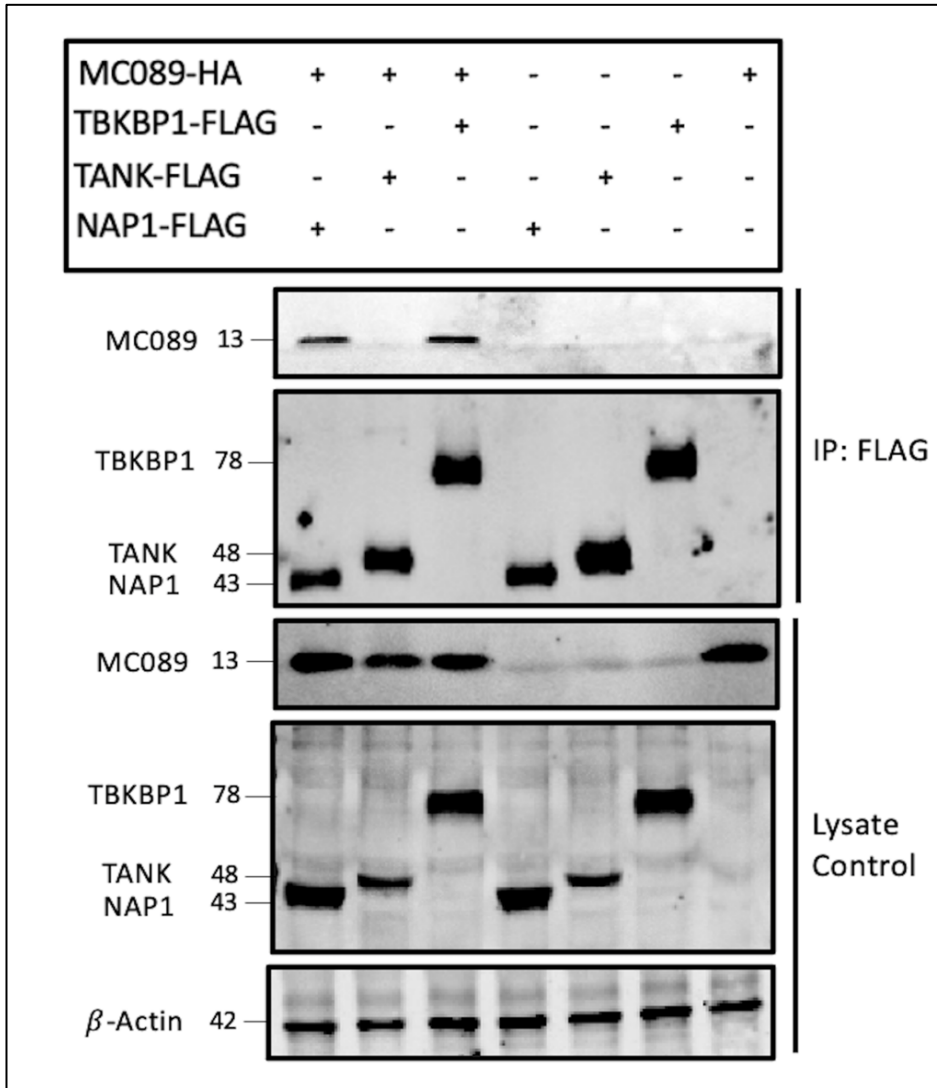 MC089-HA + + + - - - +
TBKBP1-FLAG - - + - - + -
TANK-FLAG - + - - + - -
NAP1-FLAG + - - + - - -
MC089 13
TBKBP1 78
TANK 48
NAP1 43
IP: FLAG
MC089 13
TBKBP1 78
TANK 48
NAP1 43
Lysate
Control
β-Actin 42